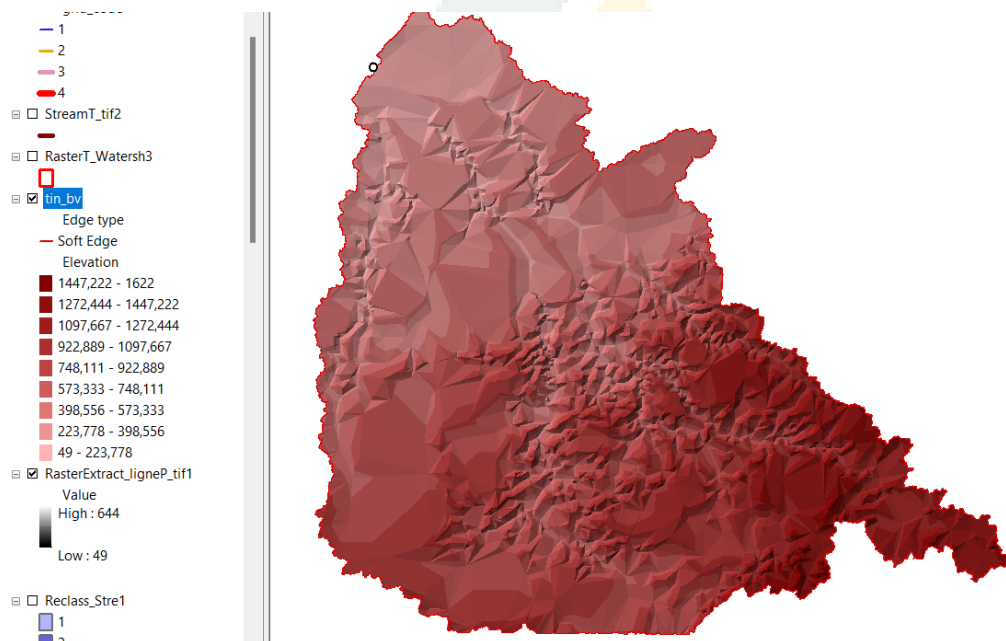 1
2
3
4
StreamT_tif2
RasterT_Watersh3
tin_bv
Edge type
Soft Edge
Elevation
1447,222 - 1622
1272,444 - 1447,222
1097,667 - 1272,444
922,889 - 1097,667
748,111 - 922,889
573,333 - 748,111
398,556 - 573,333
223,778 - 398,556
49 - 223,778
RasterExtract_ligneP_tif1
Value
High : 644
Low : 49
Reclass_Stre1
1